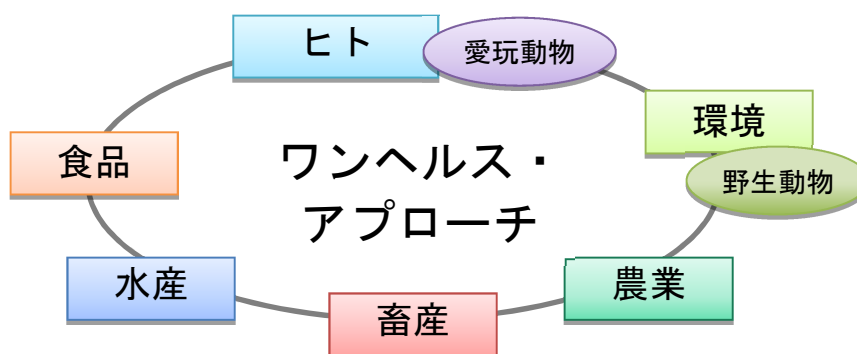 ヒト
愛玩動物
環境
野生動物
食品
ワンヘルス・
アプローチ
水産
畜産
農業